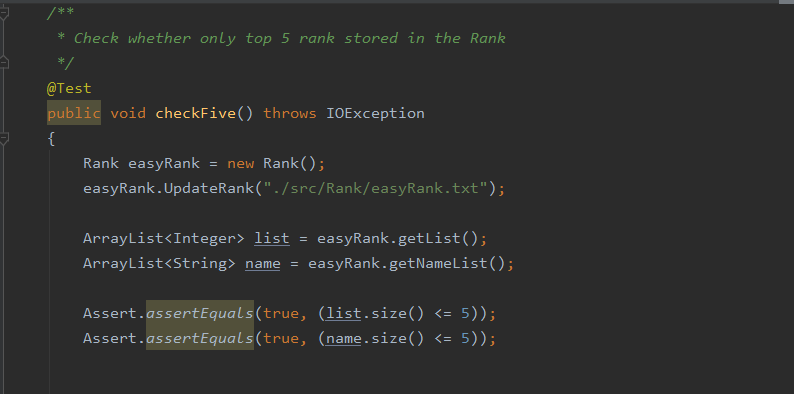 /**
 * Check whether only top 5 rank stored in the Rank
 */
@Test
public void checkFive() throws IOException
{
    Rank easyRank = new Rank();
    easyRank.UpdateRank("./src/Rank/easyRank.txt");
    ArrayList<Integer> list = easyRank.getList();
    ArrayList<String> name = easyRank.getNameList();
    Assert.assertEquals(true, (list.size() <= 5));
    Assert.assertEquals(true, (name.size() <= 5));